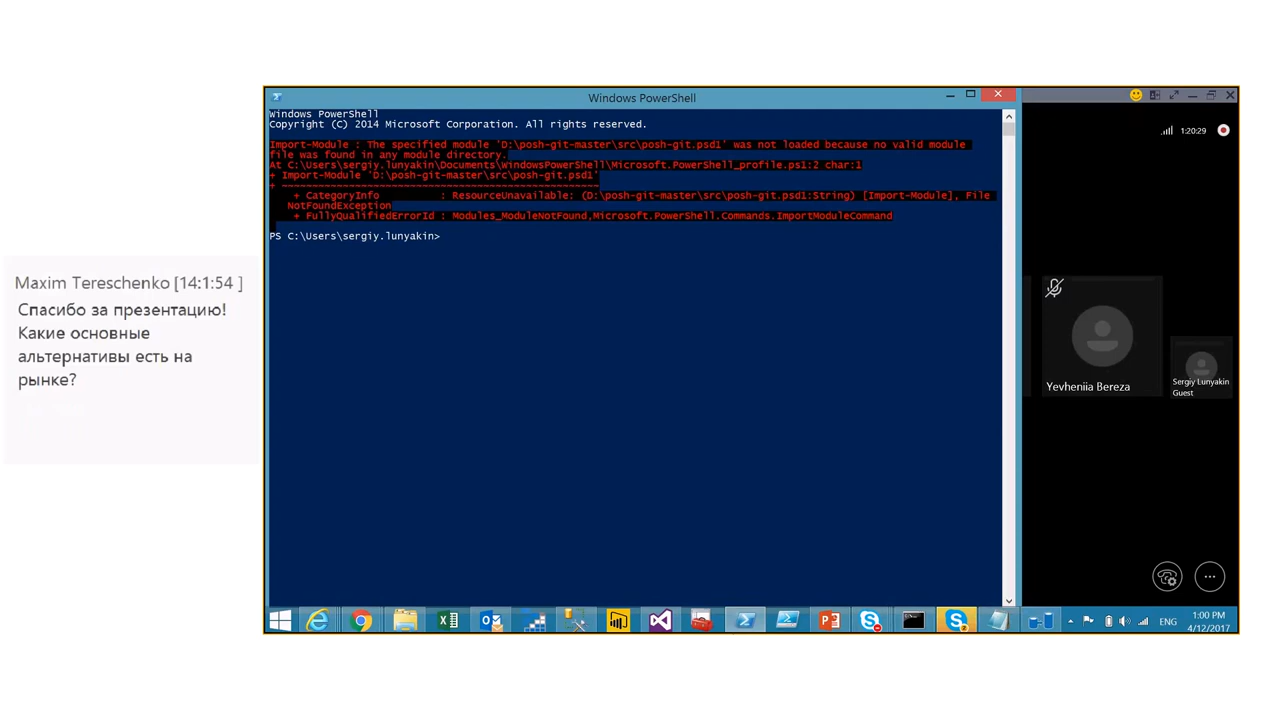 Windows PowerShell
Windows PowerShell
Copyright (C) 2014 Microsoft Corporation. All rights reserved.
Import-Module : The specified module 'D:\posh-git-master\src\posh-git.psd1' was not loaded because no valid module
file was found in any module directory.
At C:\Users\sergiy.lunyakin\Documents\WindowsPowerShell\Microsoft.PowerShell_profile.ps1:2 char:1
+ Import-Module 'D:\posh-git-master\src\posh-git.psd1'
+ ~~~~~~~~~~~~~~~~~~~~~~~~~~~~~~~~~~~~~~~~~~~~~~~~~~~~
+ CategoryInfo : ResourceUnavailable: (D:\posh-git-master\src\posh-git.psd1:String) [Import-Module], File
NotFoundException
+ FullyQualifiedErrorId : Modules_ModuleNotFound,Microsoft.PowerShell.Commands.ImportModuleCommand
PS C:\Users\sergiy.lunyakin>
Maxim Tereschenko [14:1:54 ]
Спасибо за презентацию!
Какие основные
альтернативы есть на
рынке?
1:20:29
Yevheniia Bereza
Sergiy Lunyakin
Guest
ENG
1:00 PM
4/12/2017